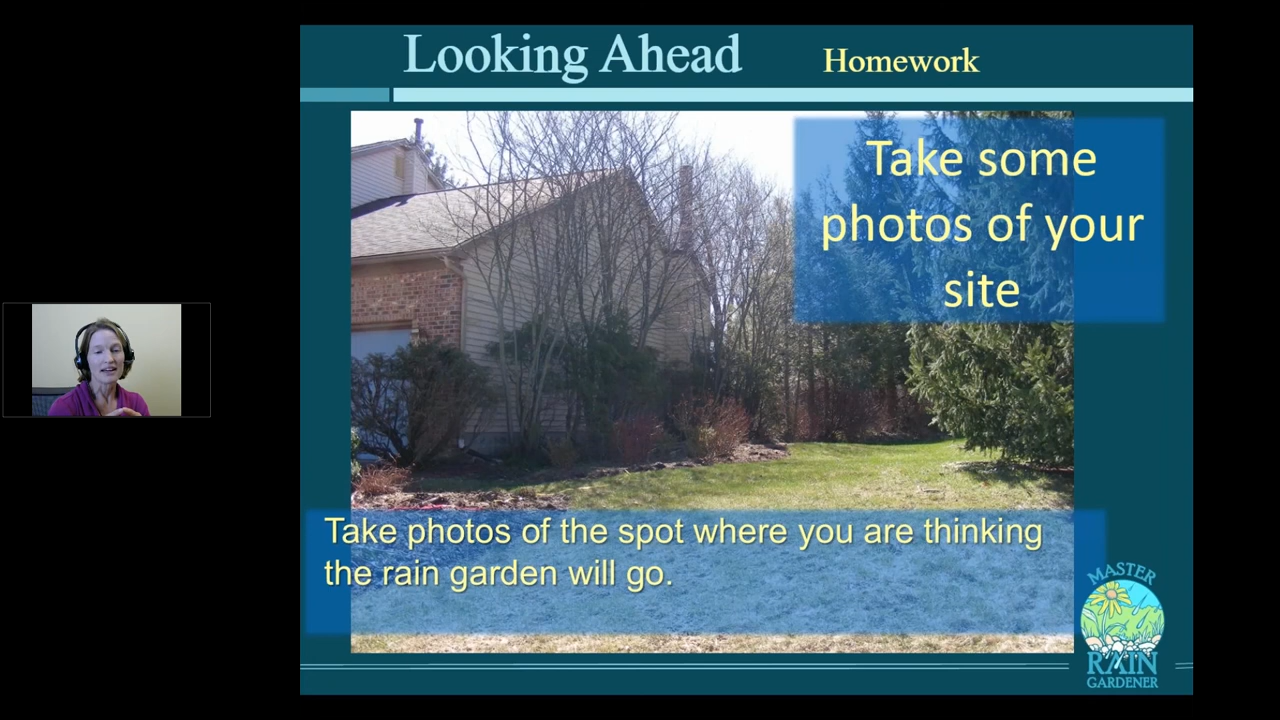 Looking Ahead Homework
Take some
photos of your
site
Take photos of the spot where you are thinking
the rain garden will go.
MASTER
RAIN
GARDENER